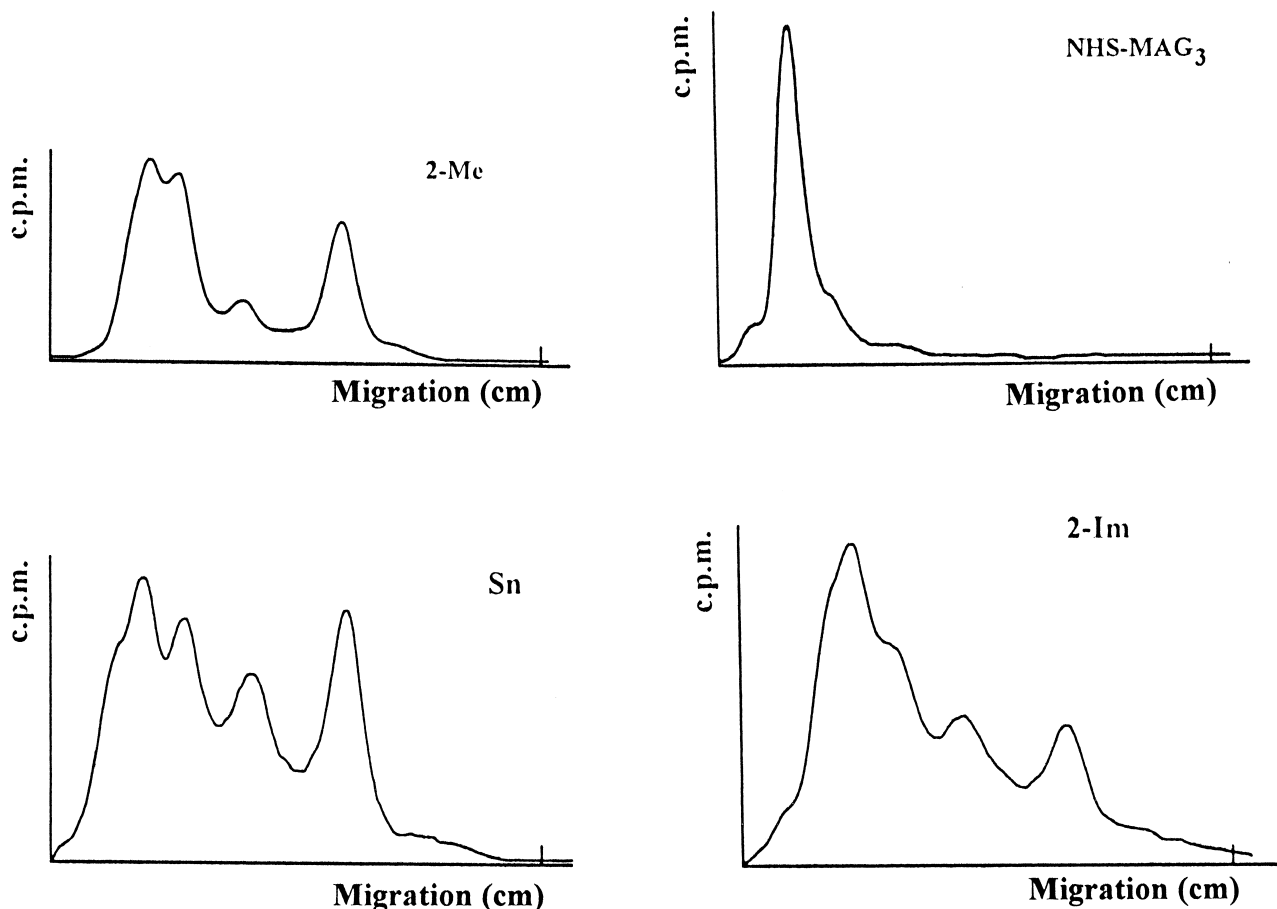 c.p.m.
2-Me
Migration (cm)
c.p.m.
NHS-MAG3
Migration (cm)
c.p.m.
Sn
Migration (cm)
c.p.m.
2-Im
Migration (cm)